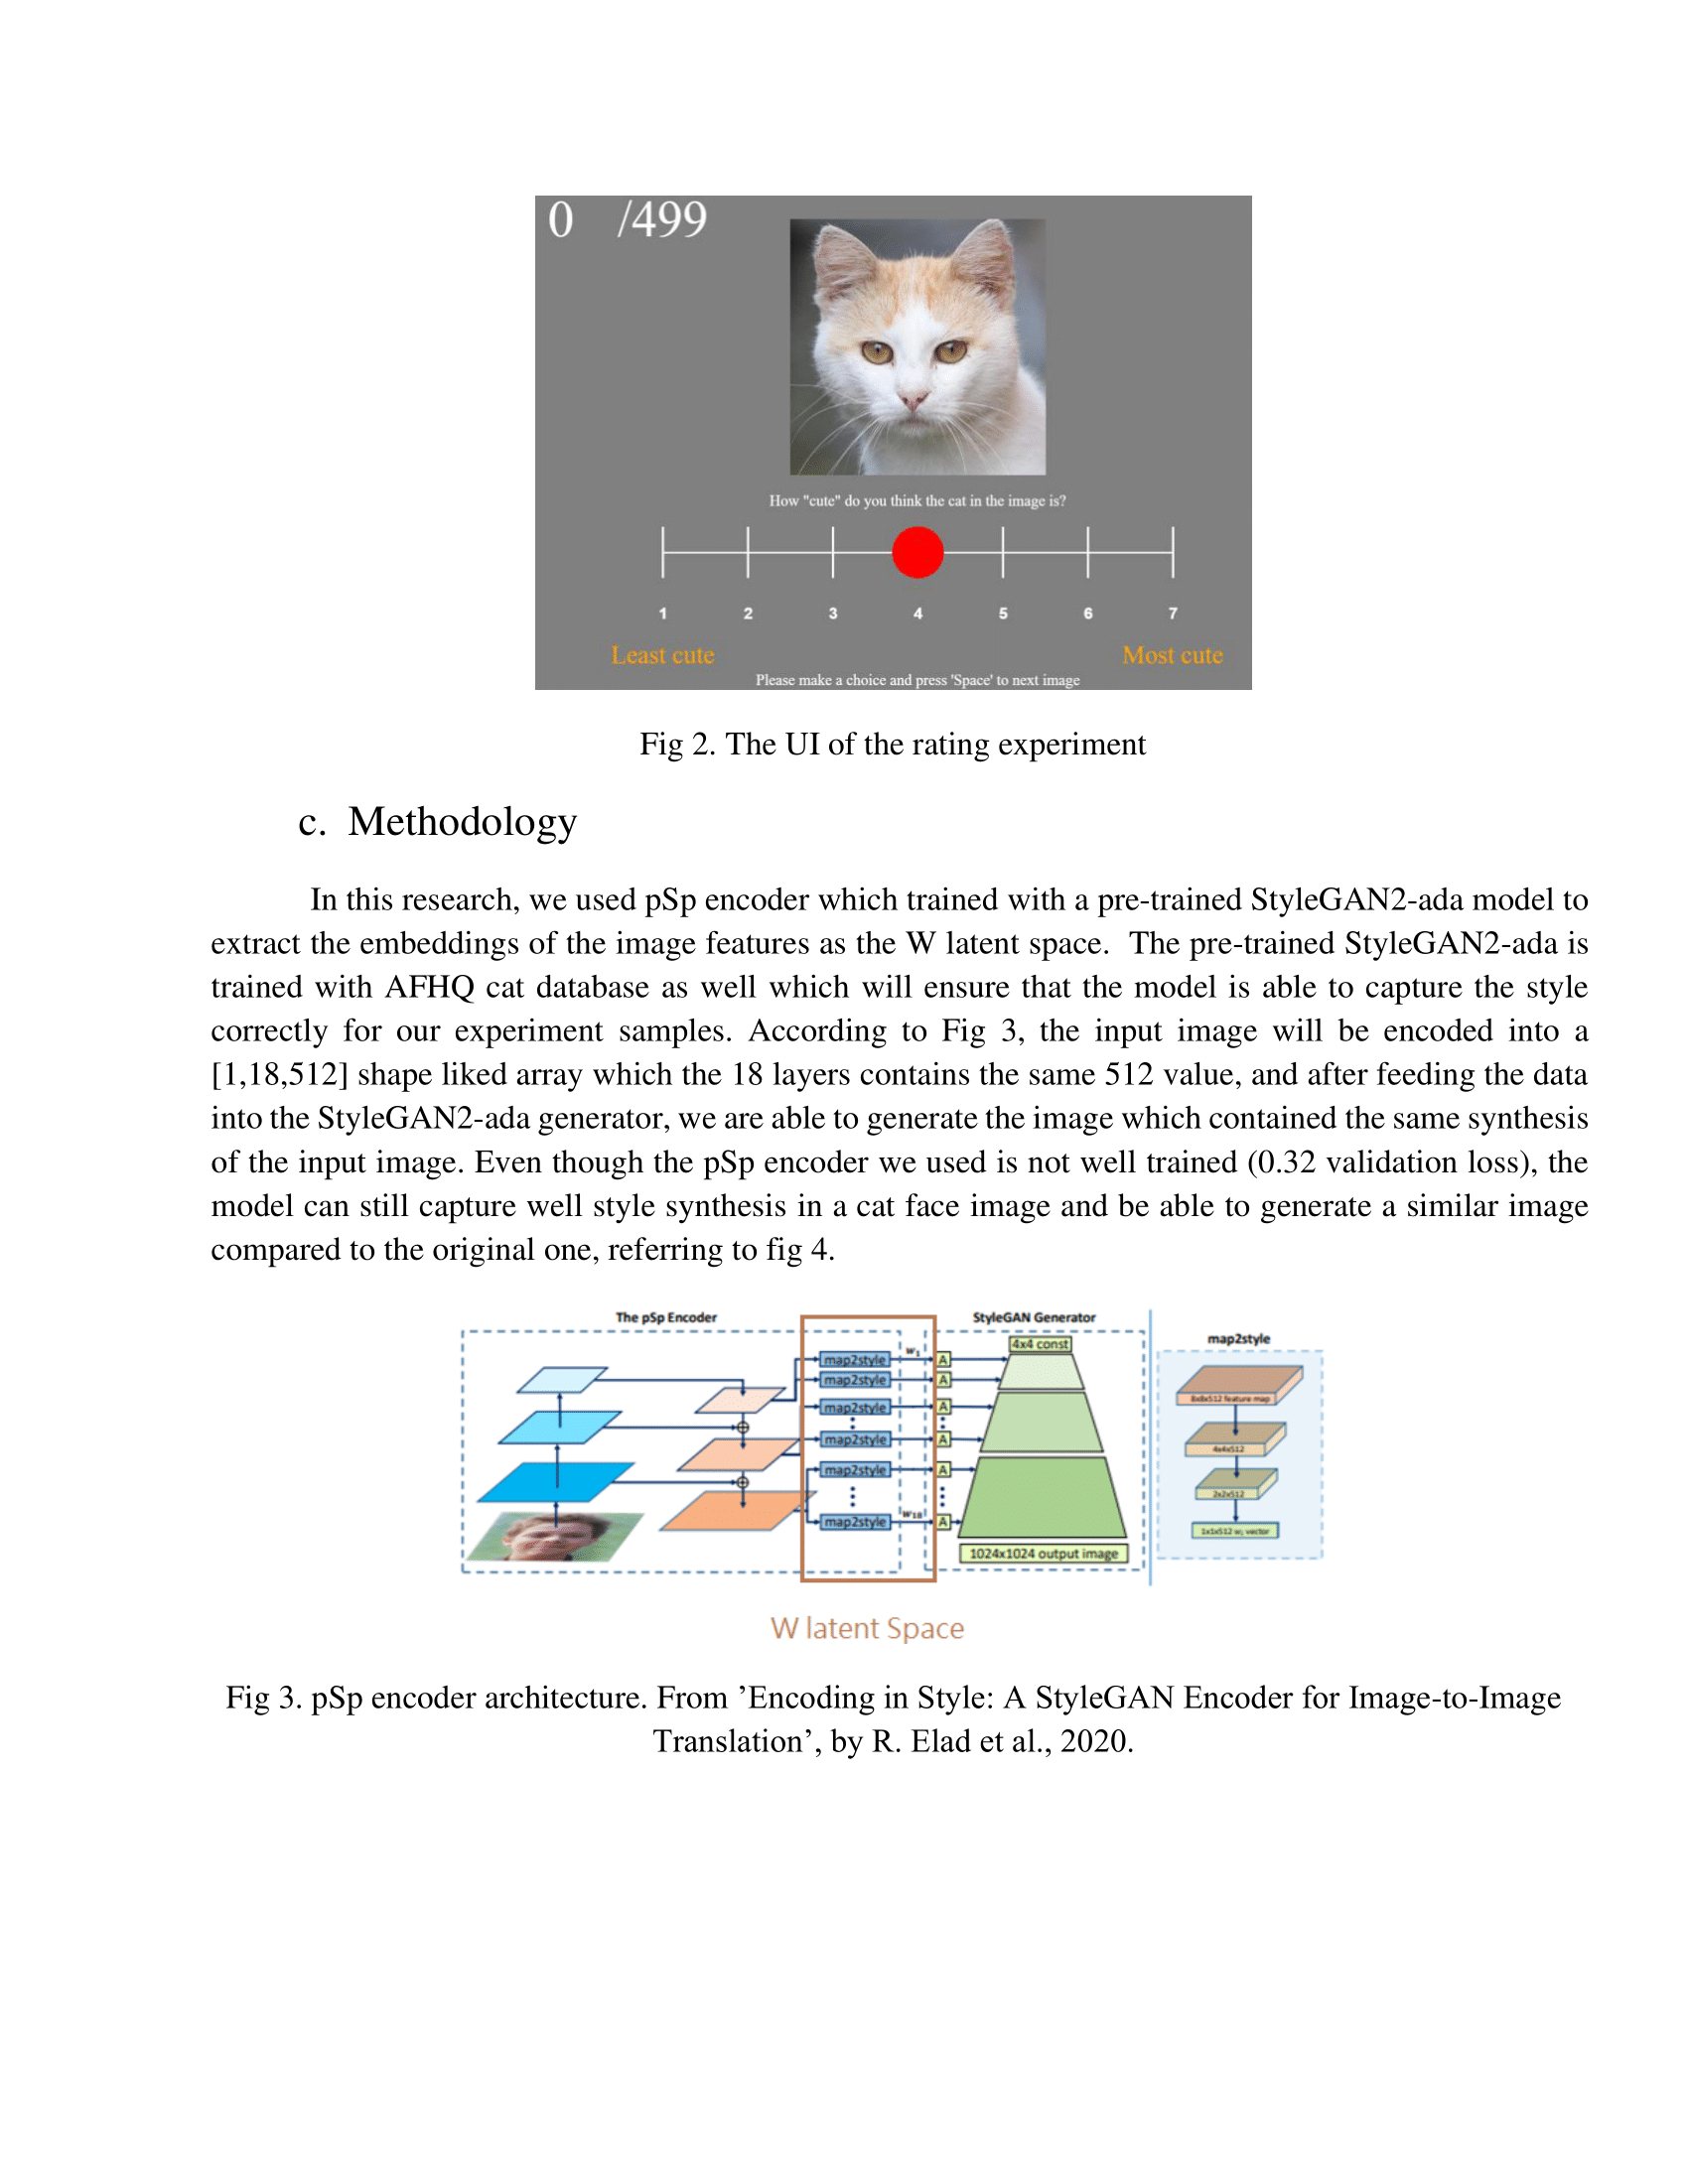 0 /499
How "cute" do you think the cat in the image is?
1 2 3 4 5 6 7
Least cute Most cute
Please make a choice and press 'Space' to next image
Fig 2. The UI of the rating experiment
c. Methodology
In this research, we used pSp encoder which trained with a pre-trained StyleGAN2-ada model to
extract the embeddings of the image features as the W latent space. The pre-trained StyleGAN2-ada is
trained with AFHQ cat database as well which will ensure that the model is able to capture the style
correctly for our experiment samples. According to Fig 3, the input image will be encoded into a
[1,18,512] shape liked array which the 18 layers contains the same 512 value, and after feeding the data
into the StyleGAN2-ada generator, we are able to generate the image which contained the same synthesis
of the input image. Even though the pSp encoder we used is not well trained (0.32 validation loss), the
model can still capture well style synthesis in a cat face image and be able to generate a similar image
compared to the original one, referring to fig 4.
The pSp Encoder
map2style w1 A
map2style A
map2style A
map2style A
map2style A
map2style w18 A
StyleGAN Generator
4x4 const
1024x1024 output image
map2style
8x8x512 feature map
4x4x512
2x2x512
1x1x512 wi vector
W latent Space
Fig 3. pSp encoder architecture. From ’Encoding in Style: A StyleGAN Encoder for Image-to-Image
Translation’, by R. Elad et al., 2020.